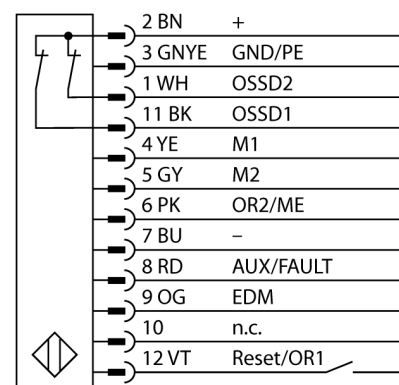 2 BN +
3 GNYE GND/PE
1 WH OSSD2
11 BK OSSD1
4 YE M1
5 GY M2
6 PK OR2/ME
7 BU –
8 RD AUX/FAULT
9 OG EDM
10 n.c.
12 VT Reset/OR1